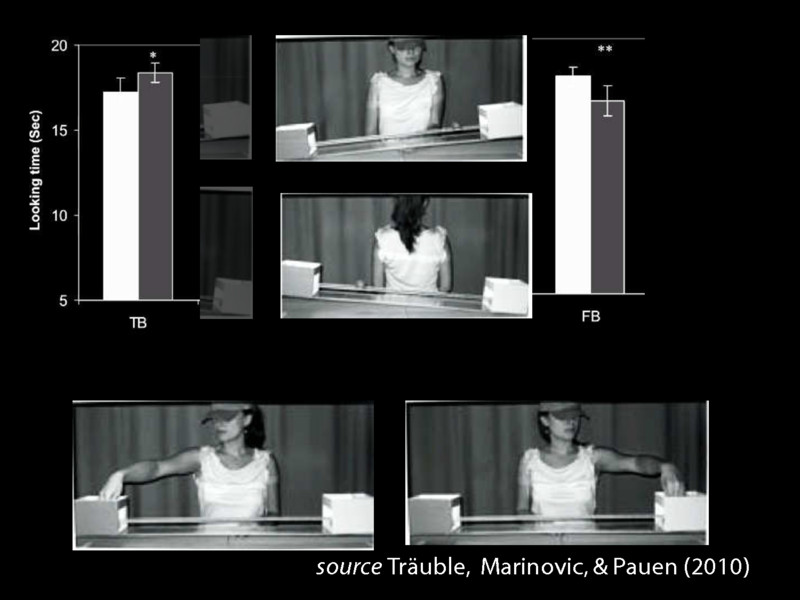 20
15
10
5
Looking time (Sec)
*
TB
**
FB
source Träuble, Marinovic, & Pauen (2010)